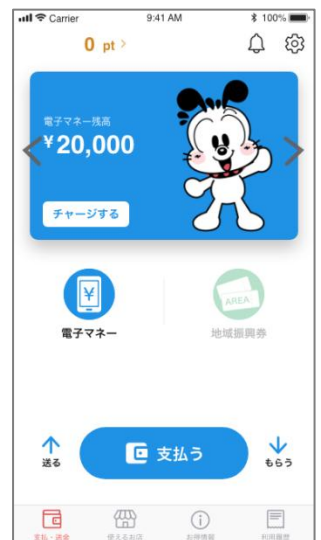 Carrier 9:41 AM 100%
0 pt >
電子マネー残高
¥20,000
チャージする
¥
電子マネー
AREA
地域振興券
送る
支払う
もらう
支払・送金 使えるお店 お得情報 利用履歴